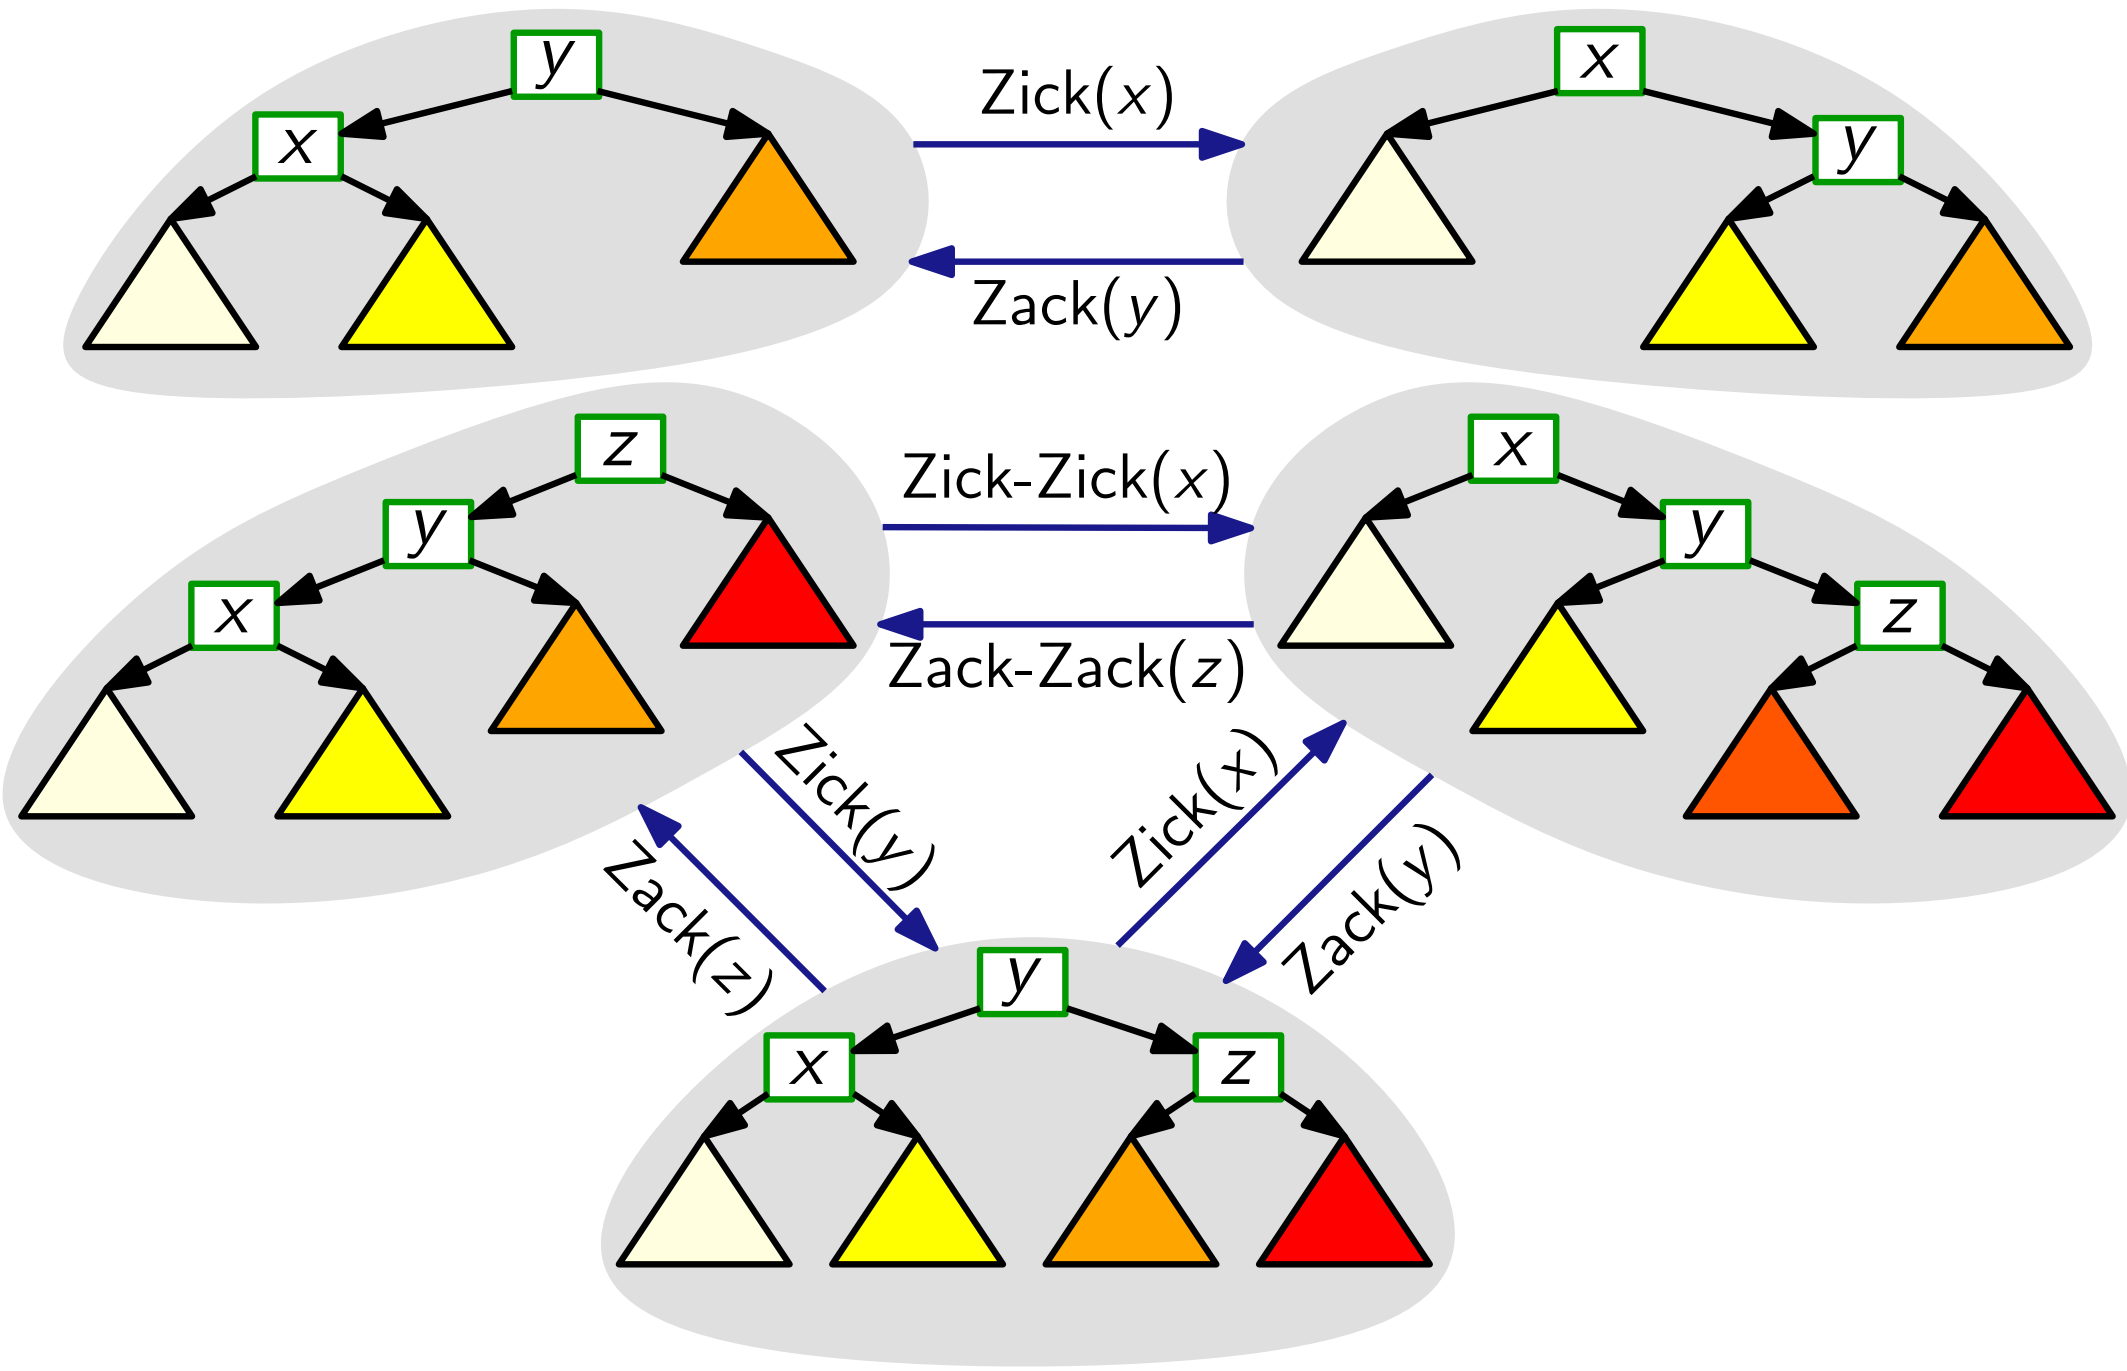 y
x
Zick(x)
x
y
Zack(y)
z
y
x
Zick-Zick(x)
x
y
z
Zack-Zack(z)
Zick(y)
Zack(z)
Zick(x)
Zack(y)
y
x
z